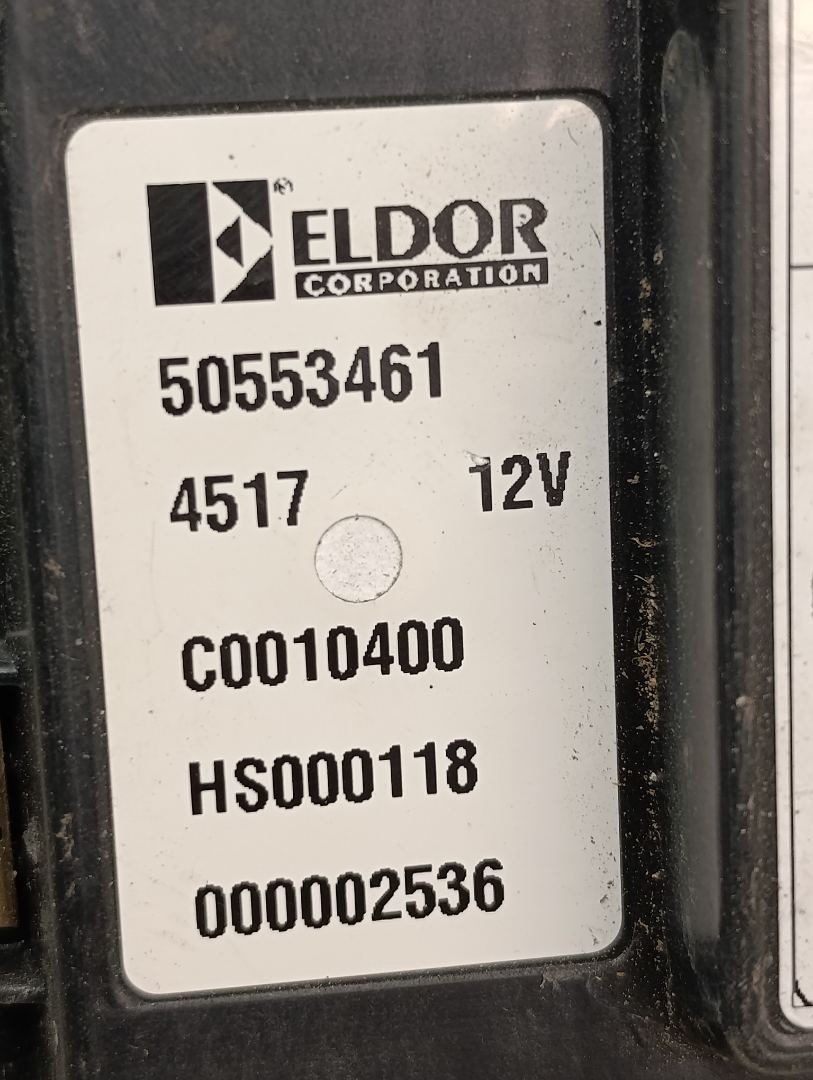 ELDOR
CORPORATION
50553461
4517 12V
C0010400
HS000118
000002536